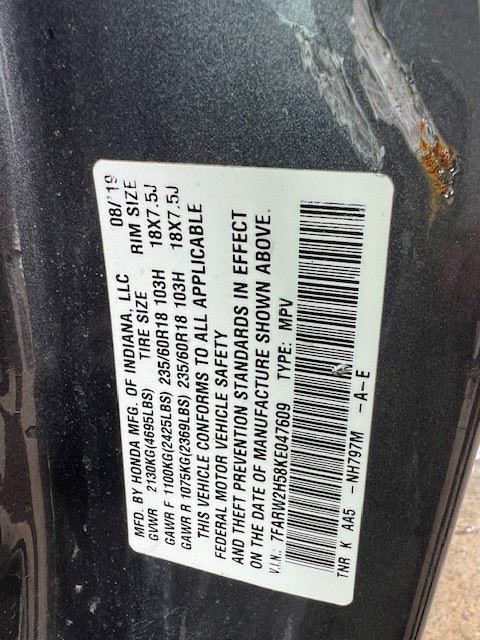 MFD. BY HONDA MFG. OF INDIANA, LLC 08/'19
GVWR 2130KG(4695LBS) TIRE SIZE RIM SIZE
GAWR F 1100KG(2425LBS) 235/60R18 103H 18X7.5J
GAWR R 1075KG(2369LBS) 235/60R18 103H 18X7.5J
THIS VEHICLE CONFORMS TO ALL APPLICABLE
FEDERAL MOTOR VEHICLE SAFETY
AND THEFT PREVENTION STANDARDS IN EFFECT
ON THE DATE OF MANUFACTURE SHOWN ABOVE.
V.I.N.: 7FARW2H58KE047609 TYPE: MPV
TNR K AA5 -NH797M -A-E